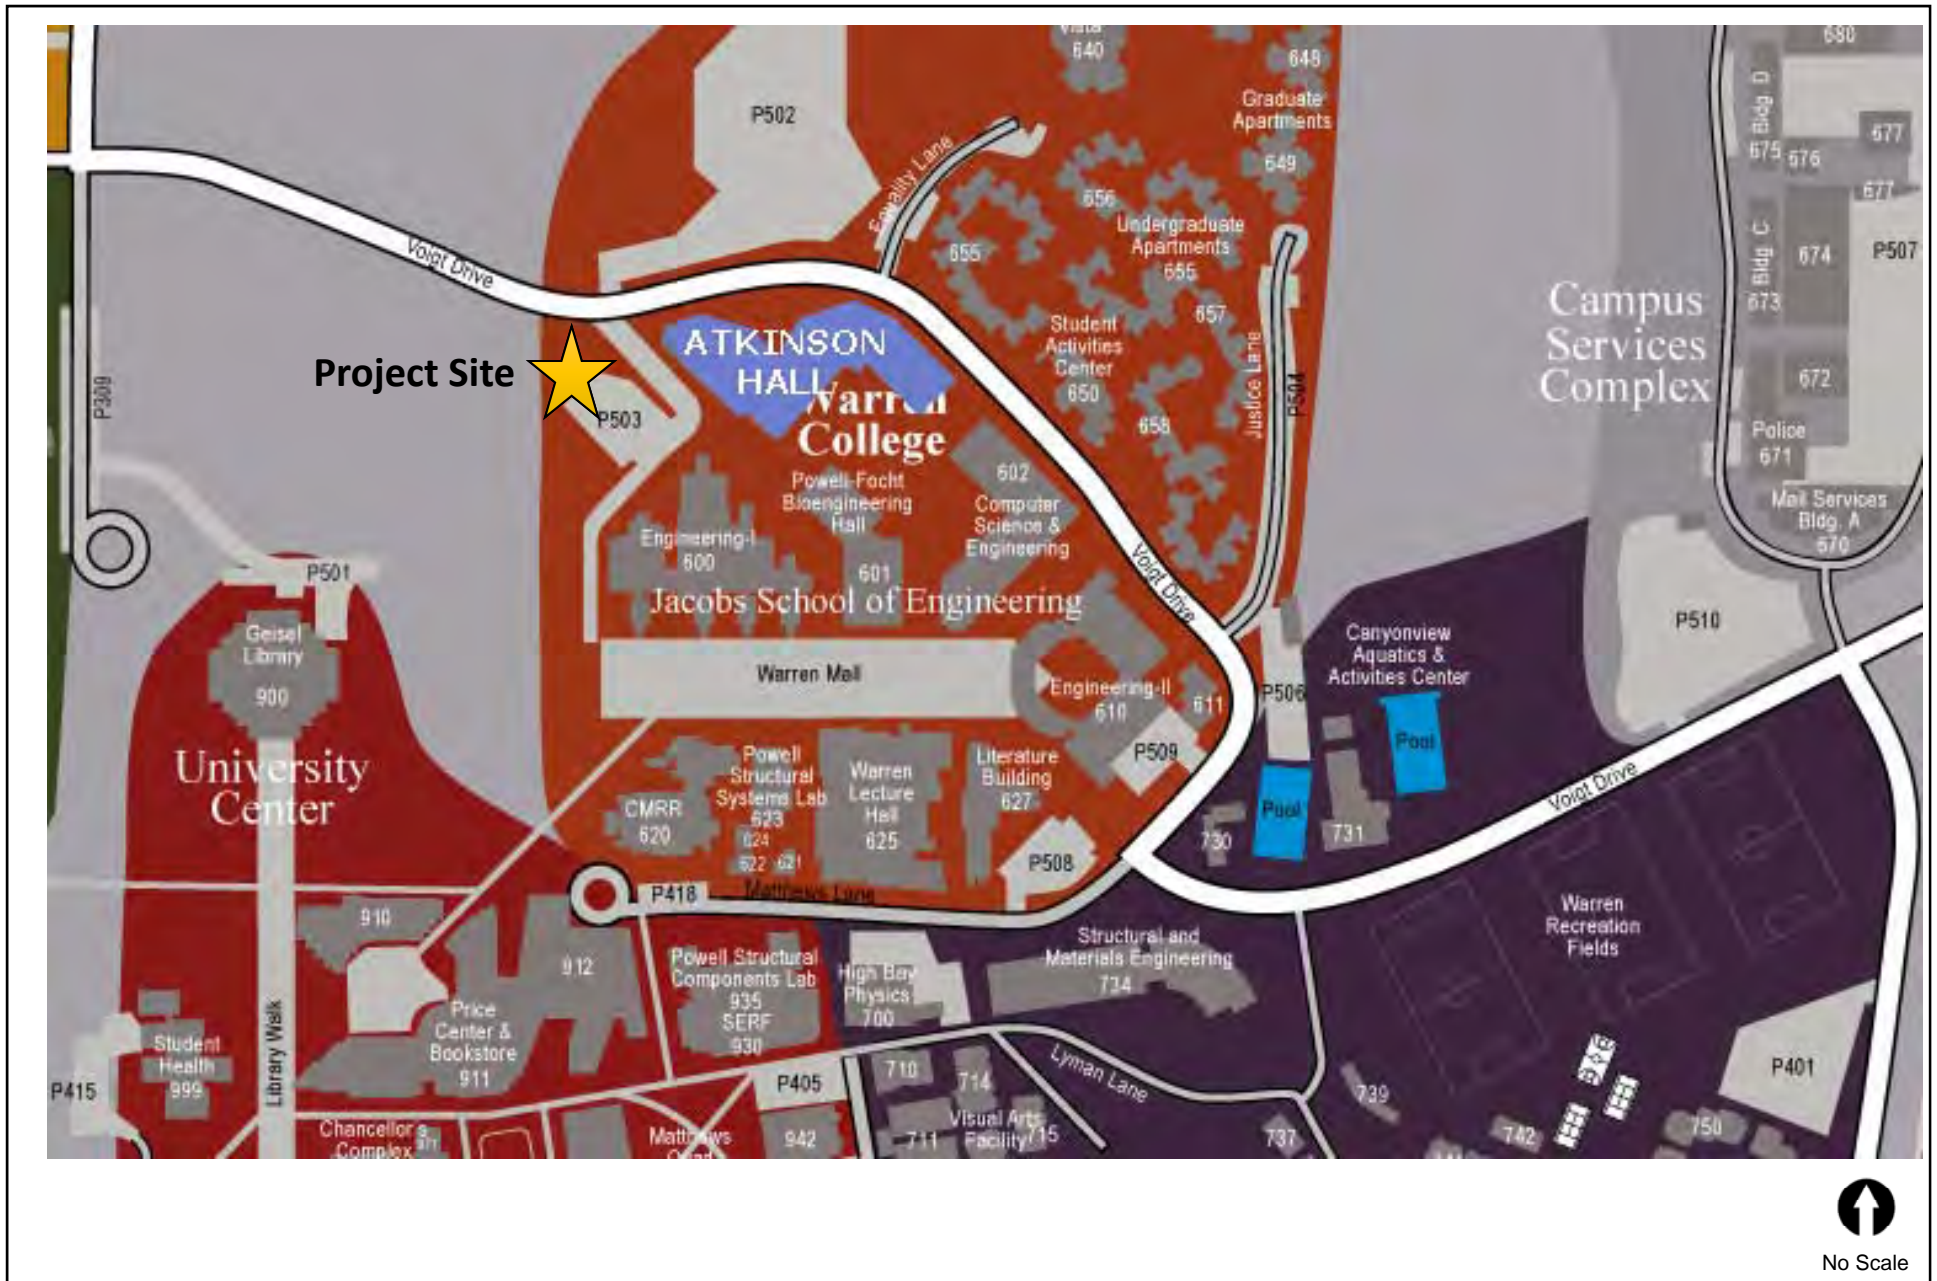 Vista
640
648
680
P502
Graduate
Apartments
649
Bldg. D
675
676
677
677
Equality Lane
656
Undergraduate
Apartments
655
655
657
Bldg C
673
674
P507
Voigt Drive
Campus
Services
Complex
ATKINSON
HALL
Project Site
P503
Warren
College
Student
Activities
Center
650
658
Justice Lane
P504
672
P309
Police
671
Mail Services
Bldg. A
670
Powell-Focht
Bioengineering
Hall
601
602
Computer
Science &
Engineering
Engineering-I
600
Jacobs School of Engineering
Voigt Drive
P501
Geisel
Library
900
Warren Mall
Engineering-II
610
611
P506
Canyonview
Aquatics &
Activities Center
P510
Pool
Pool
P509
University
Center
CMRR
620
Powell
Structural
Systems Lab
623
624
622
621
Warren
Lecture
Hall
625
Literature
Building
627
P508
730
731
Voigt Drive
P418
Matthews Lane
910
912
Price
Center &
Bookstore
911
Library Walk
Powell Structural
Components Lab
935
SERF
930
High Bay
Physics
700
Structural and
Materials Engineering
734
Warren
Recreation
Fields
Student
Health
999
P415
P405
710
714
711
Visual Arts
Facility
715
Lyman Lane
739
737
742
750
P401
Chancellors
Complex
Matthews
Quad
942
No Scale